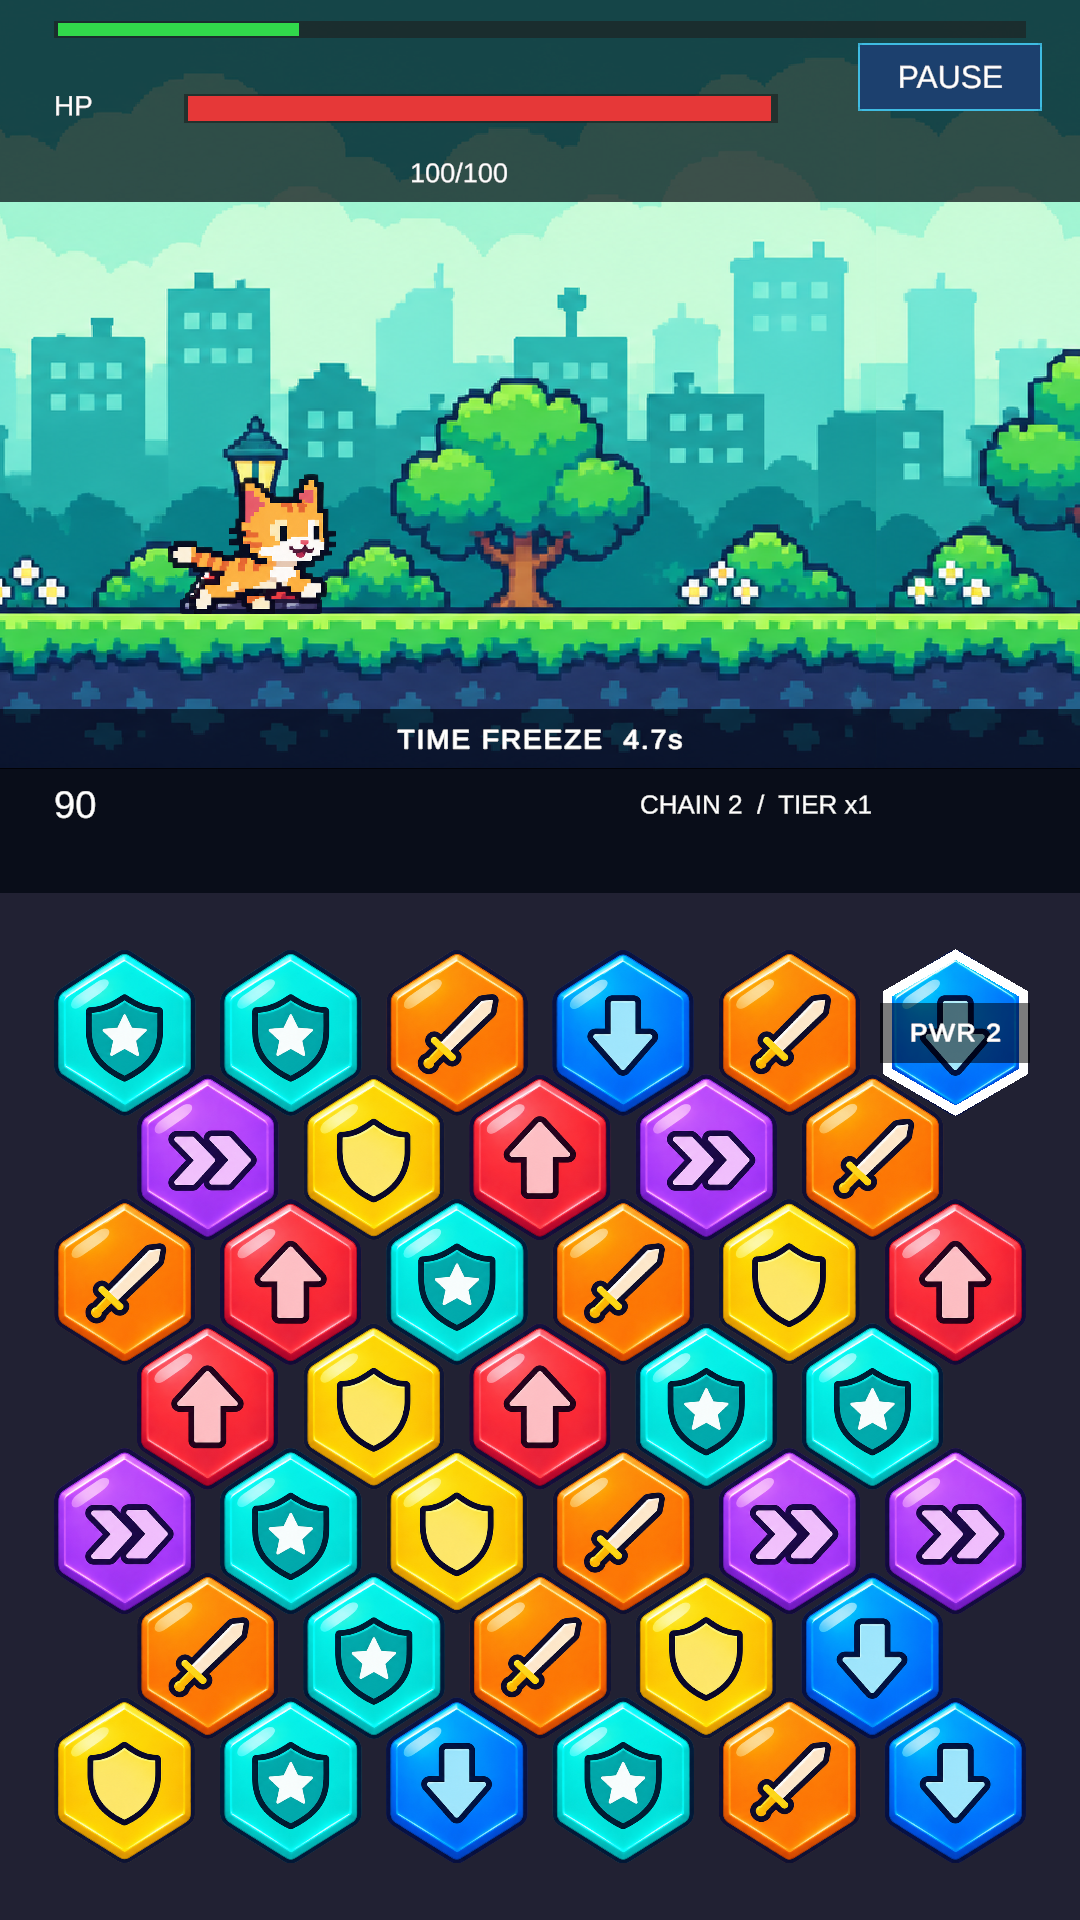 PAUSE
HP
100/100
TIME FREEZE 4.7s
90
CHAIN 2 / TIER x1
PWR 2